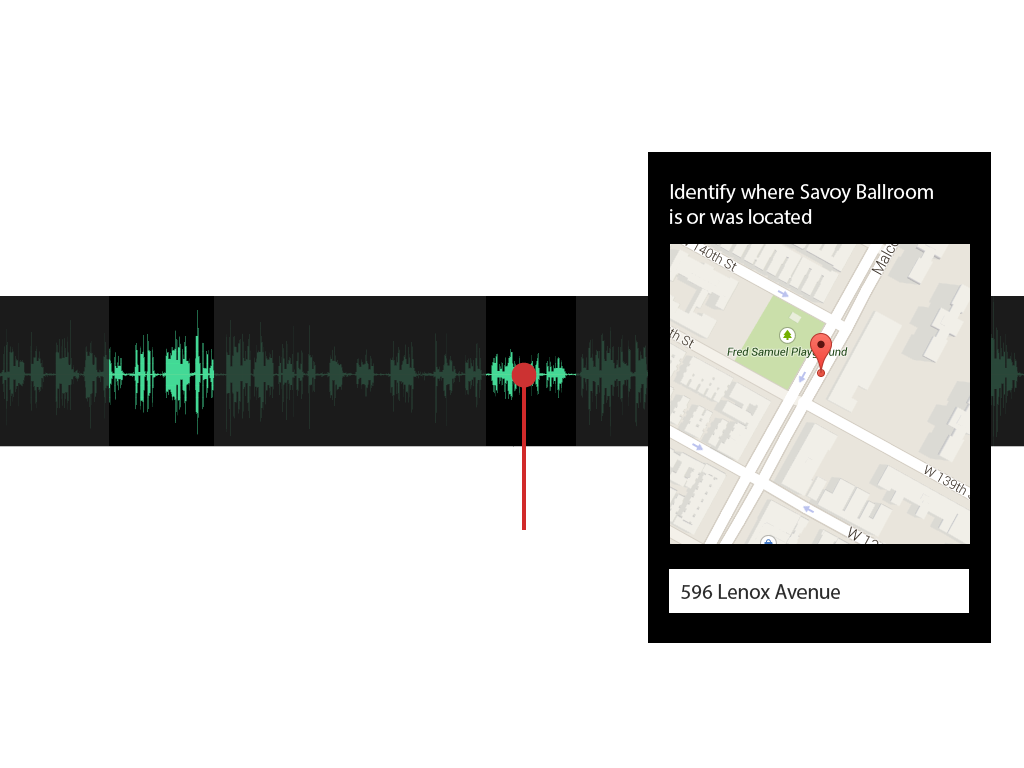 Identify where Savoy Ballroom
is or was located
140th St
Malco
th St
Fred Samuel Playground
W 139th S
W 13
596 Lenox Avenue